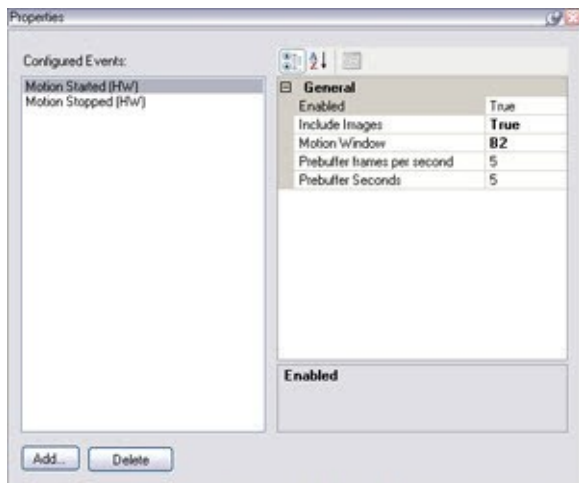 Properties
Configured Events:
Motion Started (HW)
Motion Stopped (HW)
General
Enabled True
Include Images True
Motion Window B2
Prebuffer frames per second 5
Prebuffer Seconds 5
Enabled
Add...
Delete